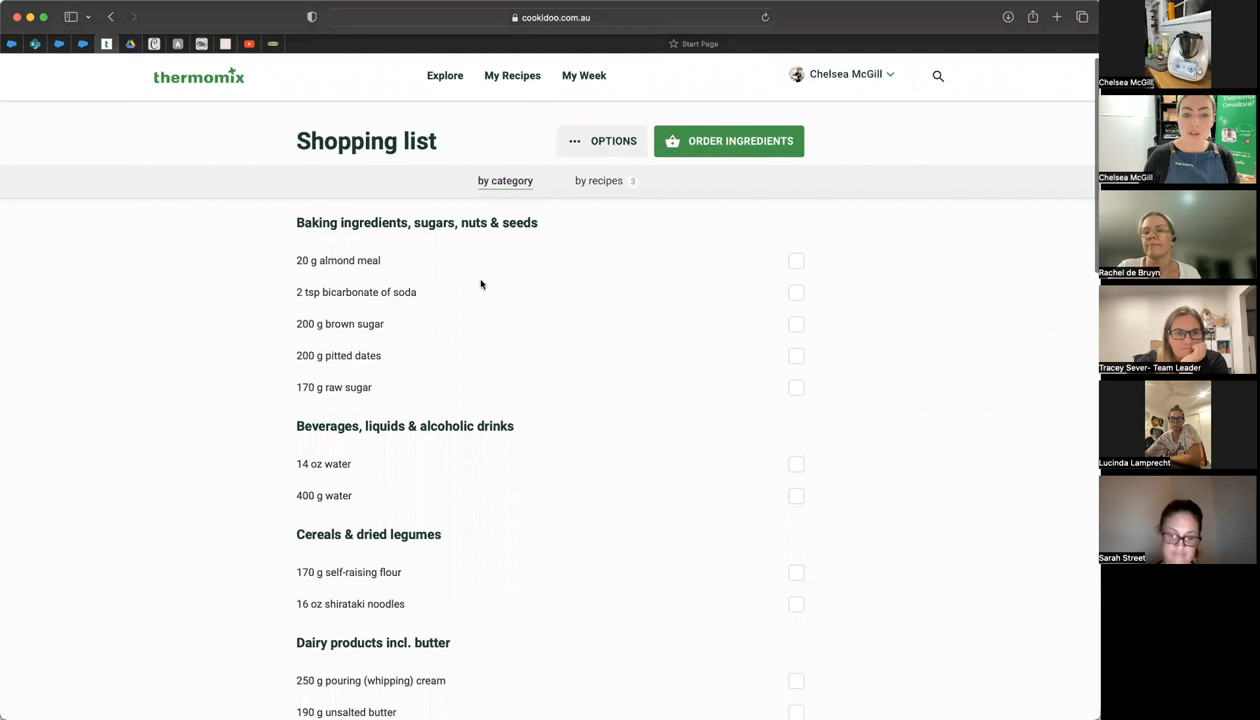 cookidoo.com.au
Start Page
thermomix
Explore
My Recipes
My Week
Chelsea McGill
Shopping list
OPTIONS
ORDER INGREDIENTS
by category
by recipes 3
Baking ingredients, sugars, nuts & seeds
20 g almond meal
2 tsp bicarbonate of soda
200 g brown sugar
200 g pitted dates
170 g raw sugar
Beverages, liquids & alcoholic drinks
14 oz water
400 g water
Cereals & dried legumes
170 g self-raising flour
16 oz shirataki noodles
Dairy products incl. butter
250 g pouring (whipping) cream
190 g unsalted butter
Chelsea McGill
Chelsea McGill
Rachel de Bruyn
Tracey Sever- Team Leader
Lucinda Lamprecht
Sarah Street